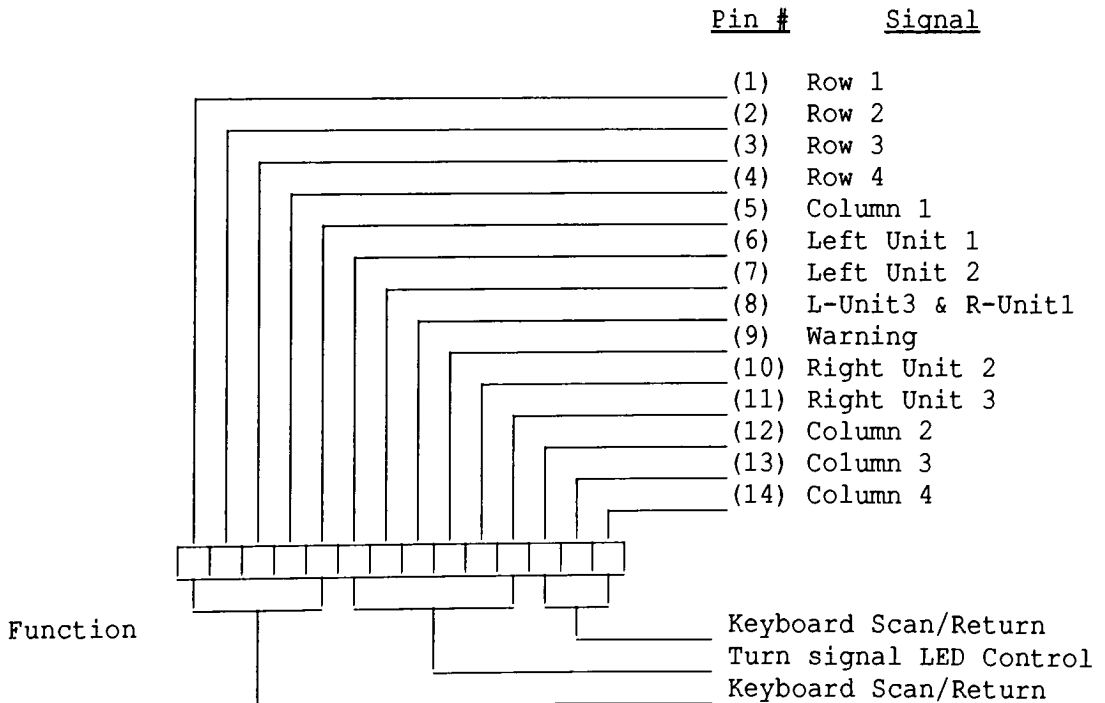 Pin # Signal
(1) Row 1
(2) Row 2
(3) Row 3
(4) Row 4
(5) Column 1
(6) Left Unit 1
(7) Left Unit 2
(8) L-Unit3 & R-Unit1
(9) Warning
(10) Right Unit 2
(11) Right Unit 3
(12) Column 2
(13) Column 3
(14) Column 4
Function
Keyboard Scan/Return
Turn signal LED Control
Keyboard Scan/Return